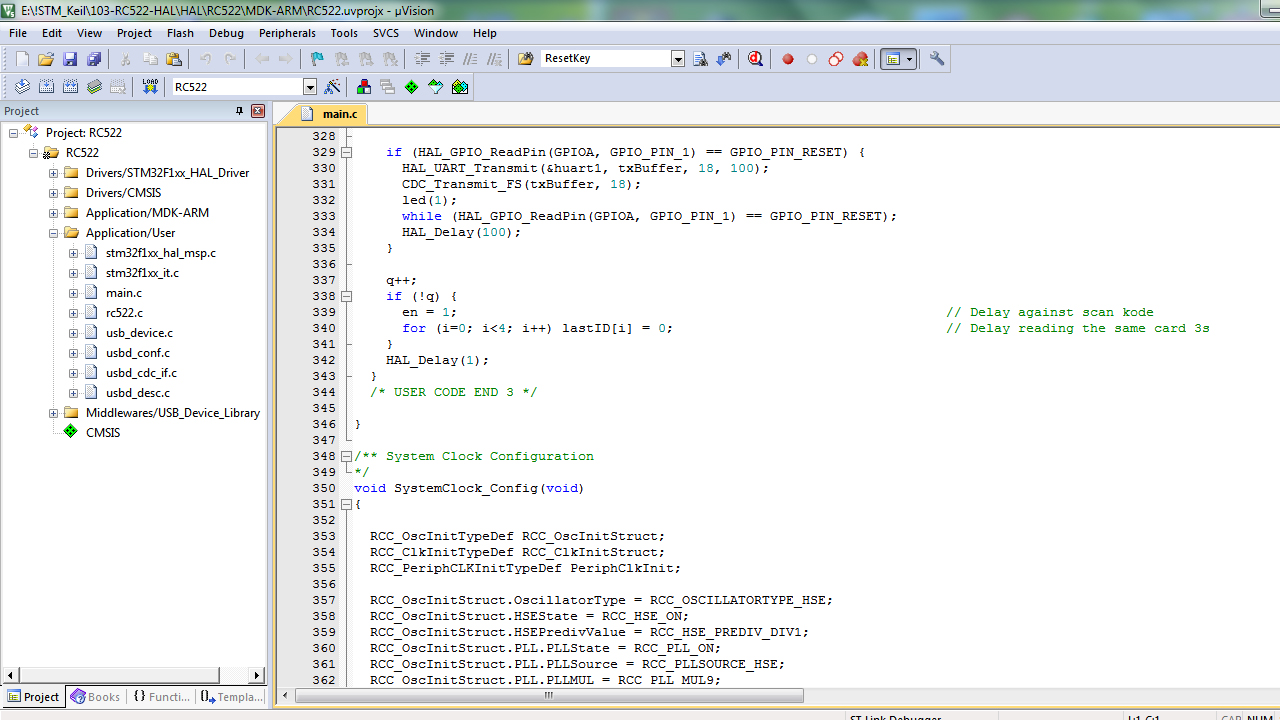 E:\!STM_Keil\103-RC522-HAL\HAL\RC522\MDK-ARM\RC522.uvprojx - µVision
File Edit View Project Flash Debug Peripherals Tools SVCS Window Help
ResetKey
LOAD RC522
Project
main.c
Project: RC522
RC522
Drivers/STM32F1xx_HAL_Driver
Drivers/CMSIS
Application/MDK-ARM
Application/User
stm32f1xx_hal_msp.c
stm32f1xx_it.c
main.c
rc522.c
usb_device.c
usbd_conf.c
usbd_cdc_if.c
usbd_desc.c
Middlewares/USB_Device_Library
CMSIS
328
329 if (HAL_GPIO_ReadPin(GPIOA, GPIO_PIN_1) == GPIO_PIN_RESET) {
330 HAL_UART_Transmit(&huart1, txBuffer, 18, 100);
331 CDC_Transmit_FS(txBuffer, 18);
332 led(1);
333 while (HAL_GPIO_ReadPin(GPIOA, GPIO_PIN_1) == GPIO_PIN_RESET);
334 HAL_Delay(100);
335 }
336
337 q++;
338 if (!q) {
339 en = 1; // Delay against scan kode
340 for (i=0; i<4; i++) lastID[i] = 0; // Delay reading the same card 3s
341 }
342 HAL_Delay(1);
343 }
344 /* USER CODE END 3 */
345
346 }
347
348 /** System Clock Configuration
349 */
350 void SystemClock_Config(void)
351 {
352
353 RCC_OscInitTypeDef RCC_OscInitStruct;
354 RCC_ClkInitTypeDef RCC_ClkInitStruct;
355 RCC_PeriphCLKInitTypeDef PeriphClkInit;
356
357 RCC_OscInitStruct.OscillatorType = RCC_OSCILLATORTYPE_HSE;
358 RCC_OscInitStruct.HSEState = RCC_HSE_ON;
359 RCC_OscInitStruct.HSEPredivValue = RCC_HSE_PREDIV_DIV1;
360 RCC_OscInitStruct.PLL.PLLState = RCC_PLL_ON;
361 RCC_OscInitStruct.PLL.PLLSource = RCC_PLLSOURCE_HSE;
362 RCC_OscInitStruct.PLL.PLLMUL = RCC_PLL_MUL9;
Project Books {} Functi... Templa...
ST-Link Debugger L:1 C:1 CAP NUM